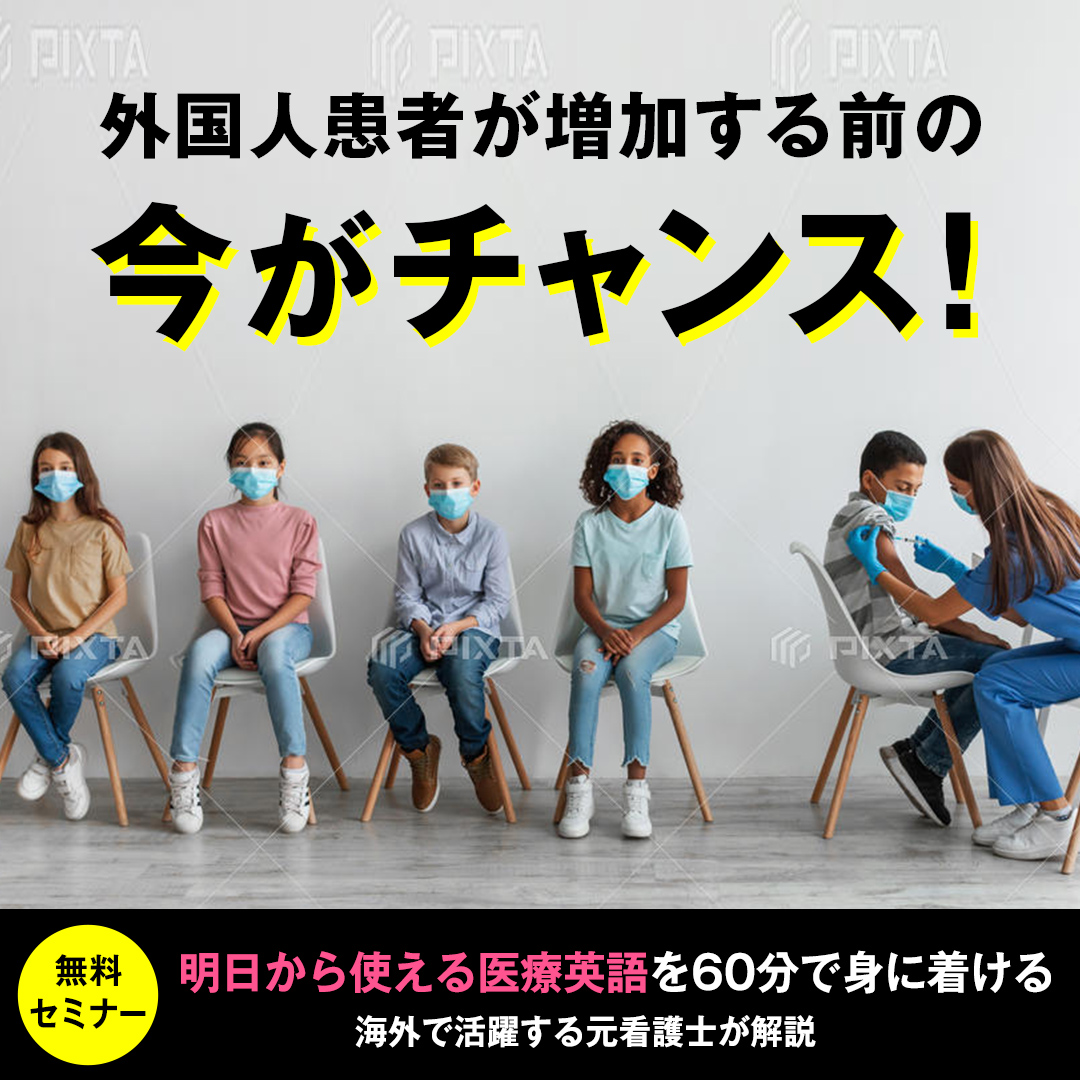 PIXTA PIXTA PIXTA
外国人患者が増加する前の
今がチャンス!
PIXTA PIXTA PIXTA
無料
セミナー
明日から使える医療英語を60分で身に着ける
海外で活躍する元看護士が解説